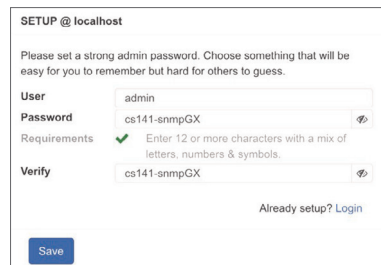 SETUP @ localhost
Please set a strong admin password. Choose something that will be
easy for you to remember but hard for others to guess.
User admin
Password cs141-snmpGX
Requirements Enter 12 or more characters with a mix of
letters, numbers & symbols.
Verify cs141-snmpGX
Already setup? Login
Save